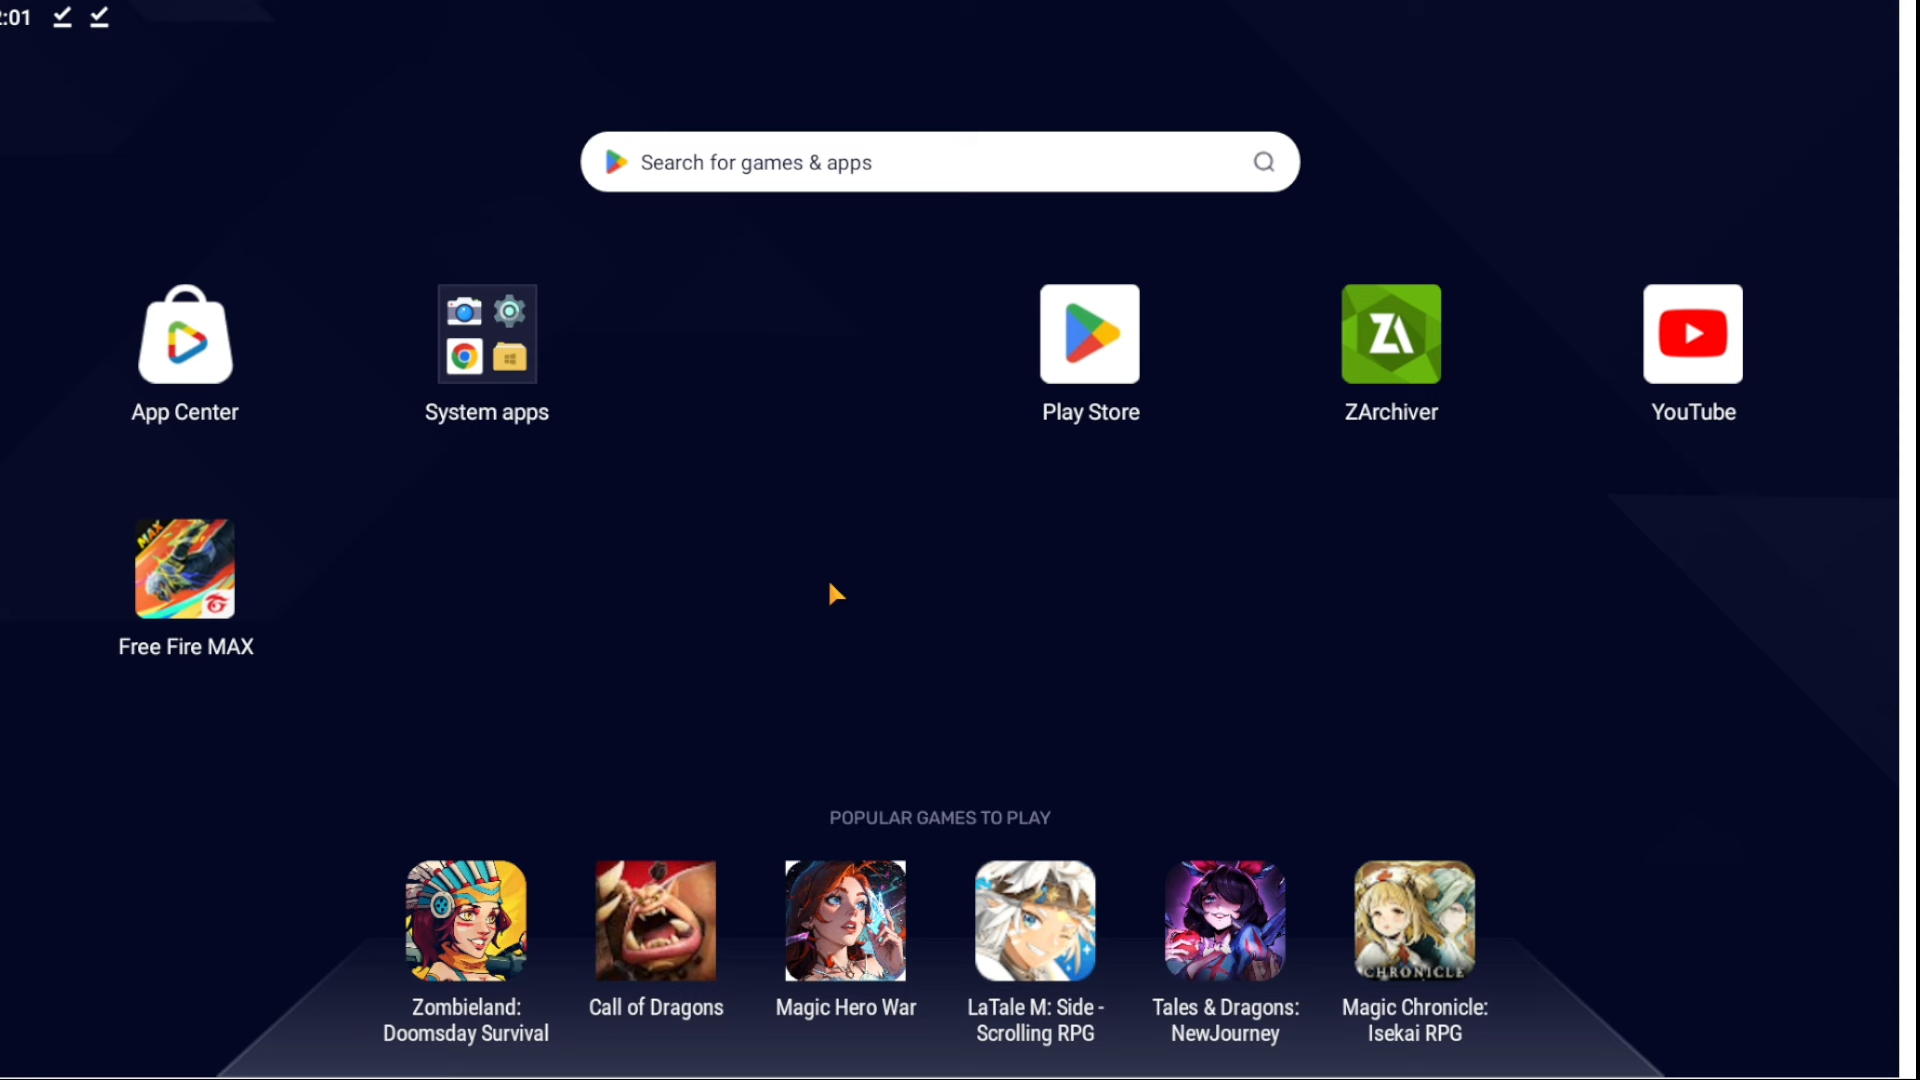 :01
Search for games & apps
App Center
System apps
Play Store
ZArchiver
YouTube
MAX
Free Fire MAX
POPULAR GAMES TO PLAY
CHRONICLE
Zombieland:
Doomsday Survival
Call of Dragons
Magic Hero War
LaTale M: Side -
Scrolling RPG
Tales & Dragons:
NewJourney
Magic Chronicle:
Isekai RPG